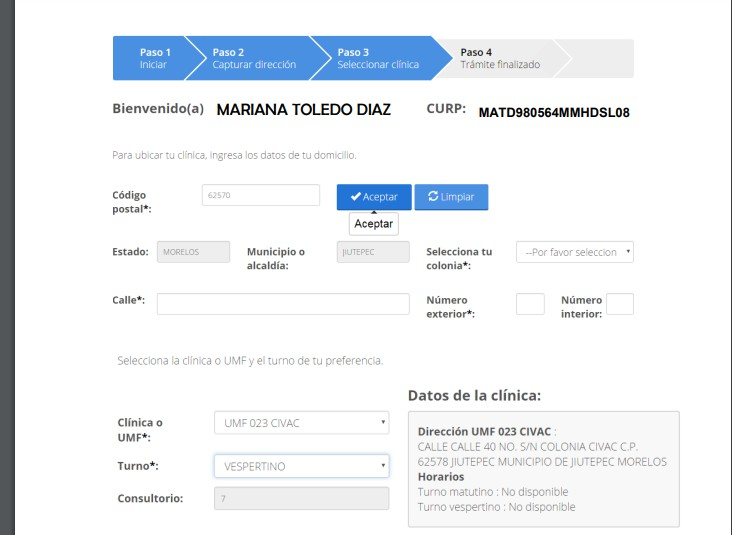 Paso 1
Iniciar
Paso 2
Capturar dirección
Paso 3
Seleccionar clínica
Paso 4
Trámite finalizado
Bienvenido(a) MARIANA TOLEDO DIAZ CURP: MATD980564MMHDSL08
Para ubicar tu clínica, ingresa los datos de tu domicilio.
Código postal*: 62570 Aceptar Limpiar
Aceptar
Estado: MORELOS Municipio o alcaldía: JIUTEPEC Selecciona tu colonia*: --Por favor seleccion
Calle*: Número exterior*: Número interior:
Selecciona la clínica o UMF y el turno de tu preferencia.
Clínica o UMF*: UMF 023 CIVAC
Turno*: VESPERTINO
Consultorio: 7
Datos de la clínica:
Dirección UMF 023 CIVAC :
CALLE CALLE 40 NO. S/N COLONIA CIVAC C.P.
62578 JIUTEPEC MUNICIPIO DE JIUTEPEC MORELOS
Horarios
Turno matutino : No disponible
Turno vespertino : No disponible